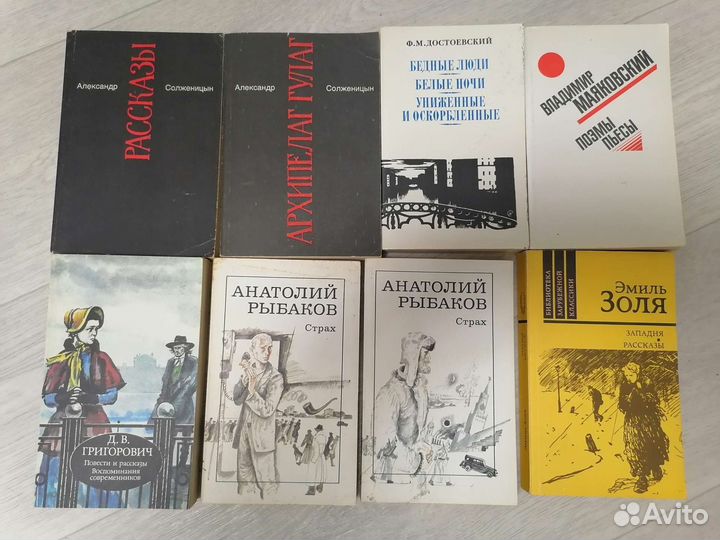 Александр
Солженицын
РАССКАЗЫ
Александр
Солженицын
АРХИПЕЛАГ ГУЛАГ
Ф.М.ДОСТОЕВСКИЙ
БЕДНЫЕ ЛЮДИ
БЕЛЫЕ НОЧИ
УНИЖЕННЫЕ
И ОСКОРБЛЕННЫЕ
ВЛАДИМИР
МАЯКОВСКИЙ
ПОЭМЫ
ПЬЕСЫ
Д. В.
ГРИГОРОВИЧ
Повести и рассказы
Воспоминания
современников
АНАТОЛИЙ
РЫБАКОВ
Страх
АНАТОЛИЙ
РЫБАКОВ
Страх
БИБЛИОТЕКА
ЗАРУБЕЖНОЙ
КЛАССИКИ
Эмиль
ЗОЛЯ
ЗАПАДНЯ
РАССКАЗЫ
Avito